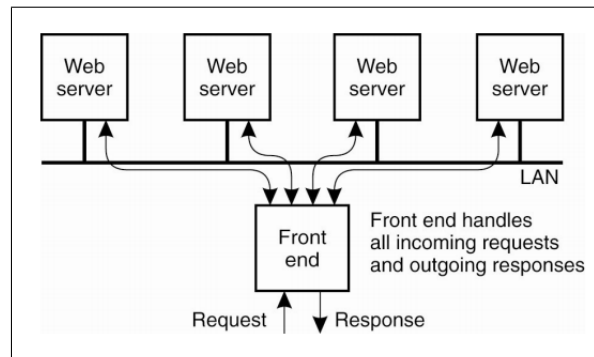 Web
server
Web
server
Web
server
Web
server
LAN
Front
end
Front end handles
all incoming requests
and outgoing responses
Request
Response